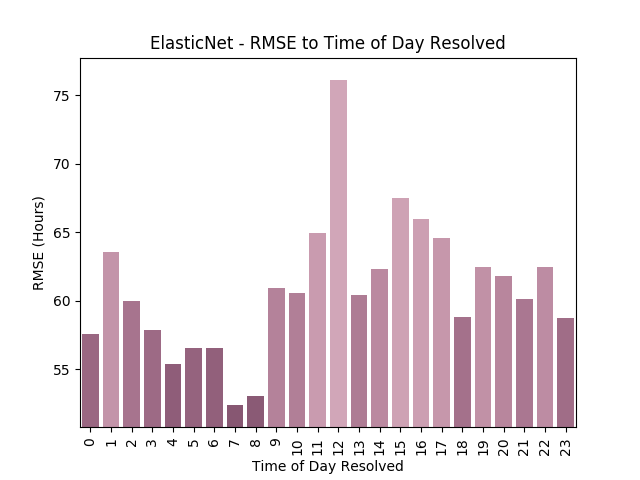 ElasticNet - RMSE to Time of Day Resolved
75
70
65
60
55
RMSE (Hours)
0 1 2 3 4 5 6 7 8 9 10 11 12 13 14 15 16 17 18 19 20 21 22 23
Time of Day Resolved